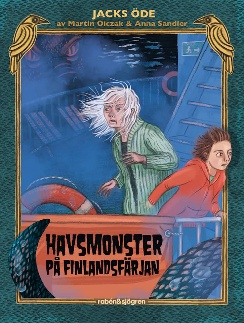 JACKS ÖDE
av Martin Olczak & Anna Sandler
HAVSMONSTER
PÅ FINLANDSFÄRJAN
rabén&sjögren